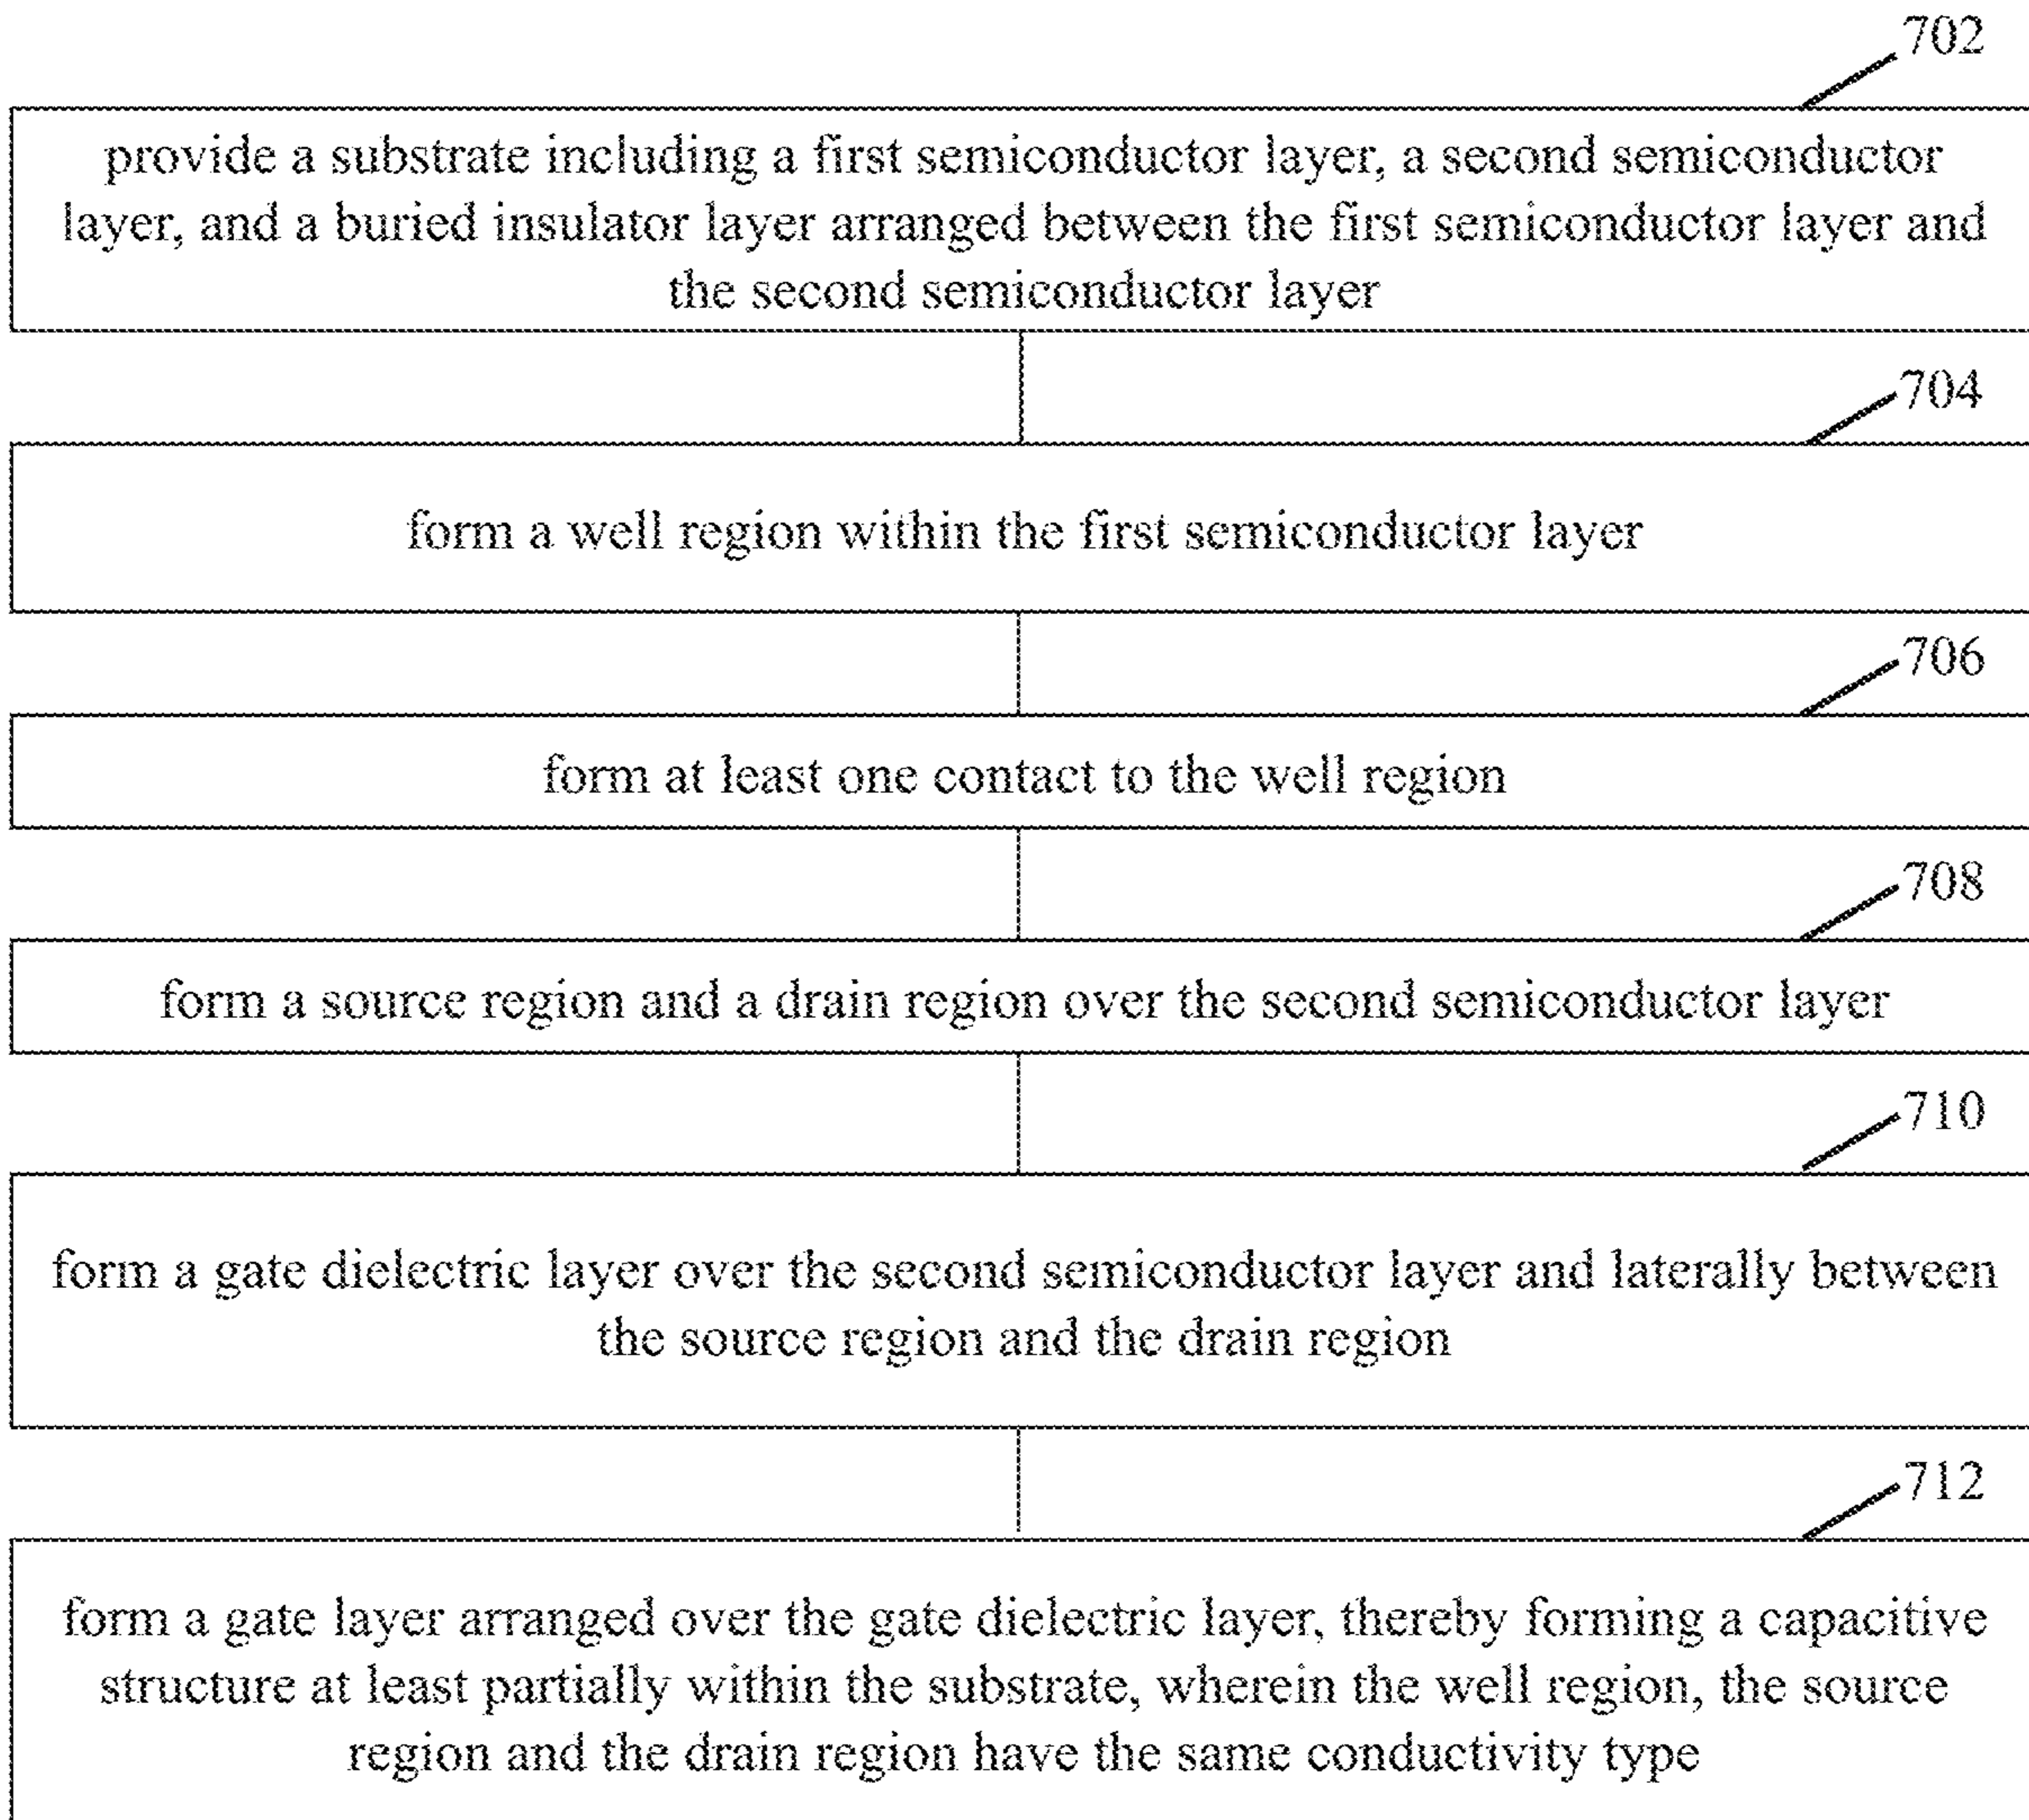 702
provide a substrate including a first semiconductor layer, a second semiconductor
layer, and a buried insulator layer arranged between the first semiconductor layer and
the second semiconductor layer
704
form a well region within the first semiconductor layer
706
form at least one contact to the well region
708
form a source region and a drain region over the second semiconductor layer
710
form a gate dielectric layer over the second semiconductor layer and laterally between
the source region and the drain region
712
form a gate layer arranged over the gate dielectric layer, thereby forming a capacitive
structure at least partially within the substrate, wherein the well region, the source
region and the drain region have the same conductivity type